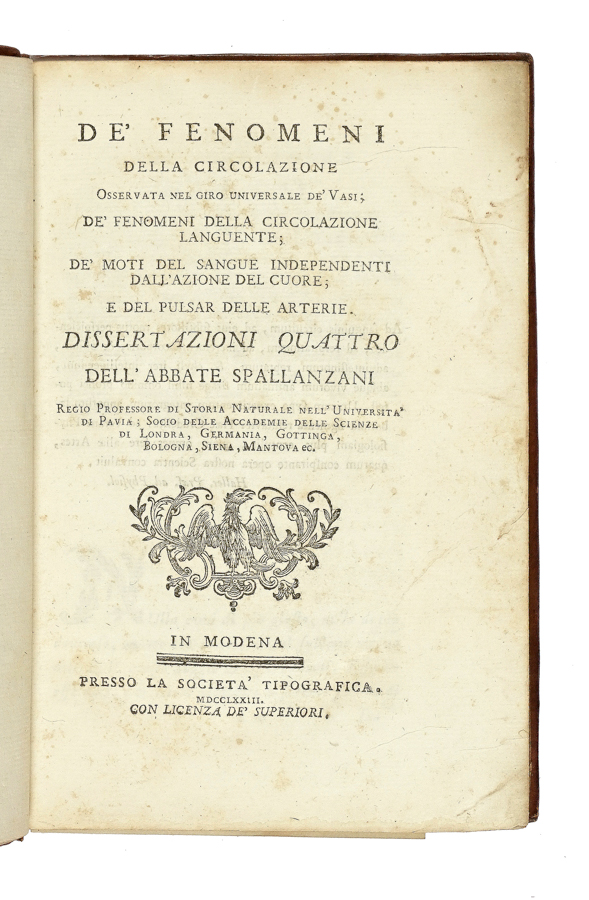 DE' FENOMENI
DELLA CIRCOLAZIONE
OSSERVATA NEL GIRO UNIVERSALE DE' VASI;
DE' FENOMENI DELLA CIRCOLAZIONE
LANGUENTE;
DE' MOTI DEL SANGUE INDEPENDENTI
DALL'AZIONE DEL CUORE;
E DEL PULSAR DELLE ARTERIE.
DISSERTAZIONI QUATTRO
DELL'ABBATE SPALLANZANI
REGIO PROFESSORE DI STORIA NATURALE NELL'UNIVERSITA'
DI PAVIA; SOCIO DELLE ACCADEMIE DELLE SCIENZE
DI LONDRA, GERMANIA, GOTTINGA,
BOLOGNA, SIENA, MANTOVA ec.
IN MODENA
PRESSO LA SOCIETA' TIPOGRAFICA.
MDCCLXXIII.
CON LICENZA DE' SUPERIORI.